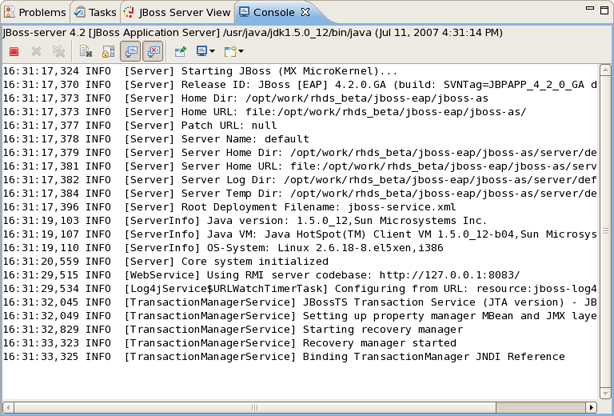 Problems Tasks JBoss Server View Console
JBoss-server 4.2 [JBoss Application Server] /usr/java/jdk1.5.0_12/bin/java (Jul 11, 2007 4:31:14 PM)
16:31:17,324 INFO [Server] Starting JBoss (MX MicroKernel)...
16:31:17,370 INFO [Server] Release ID: JBoss [EAP] 4.2.0.GA (build: SVNTag=JBPAPP_4_2_0_GA d
16:31:17,373 INFO [Server] Home Dir: /opt/work/rhds_beta/jboss-eap/jboss-as
16:31:17,373 INFO [Server] Home URL: file:/opt/work/rhds_beta/jboss-eap/jboss-as/
16:31:17,377 INFO [Server] Patch URL: null
16:31:17,378 INFO [Server] Server Name: default
16:31:17,379 INFO [Server] Server Home Dir: /opt/work/rhds_beta/jboss-eap/jboss-as/server/de
16:31:17,381 INFO [Server] Server Home URL: file:/opt/work/rhds_beta/jboss-eap/jboss-as/serv
16:31:17,382 INFO [Server] Server Log Dir: /opt/work/rhds_beta/jboss-eap/jboss-as/server/def
16:31:17,384 INFO [Server] Server Temp Dir: /opt/work/rhds_beta/jboss-eap/jboss-as/server/de
16:31:17,396 INFO [Server] Root Deployment Filename: jboss-service.xml
16:31:19,103 INFO [ServerInfo] Java version: 1.5.0_12,Sun Microsystems Inc.
16:31:19,107 INFO [ServerInfo] Java VM: Java HotSpot(TM) Client VM 1.5.0_12-b04,Sun Microsys
16:31:19,110 INFO [ServerInfo] OS-System: Linux 2.6.18-8.el5xen,i386
16:31:20,559 INFO [Server] Core system initialized
16:31:29,515 INFO [WebService] Using RMI server codebase: http://127.0.0.1:8083/
16:31:29,534 INFO [Log4jService$URLWatchTimerTask] Configuring from URL: resource:jboss-log4
16:31:32,045 INFO [TransactionManagerService] JBossTS Transaction Service (JTA version) - JB
16:31:32,049 INFO [TransactionManagerService] Setting up property manager MBean and JMX laye
16:31:32,829 INFO [TransactionManagerService] Starting recovery manager
16:31:33,323 INFO [TransactionManagerService] Recovery manager started
16:31:33,325 INFO [TransactionManagerService] Binding TransactionManager JNDI Reference